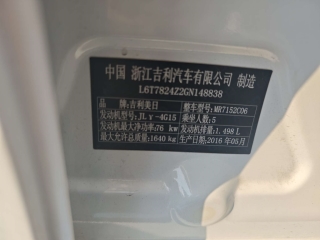 中国 浙江吉利汽车有限公司 制造
L6T7824Z2GN148838
品 牌:吉利美日 整车型号:MR7152C06
发动机型号:JLγ-4G15 乘坐人数:5
发动机最大净功率:76 kw 发动机排量:1.498 L
最大允许总质量:1640 kg 生产日期:2016 年 05月